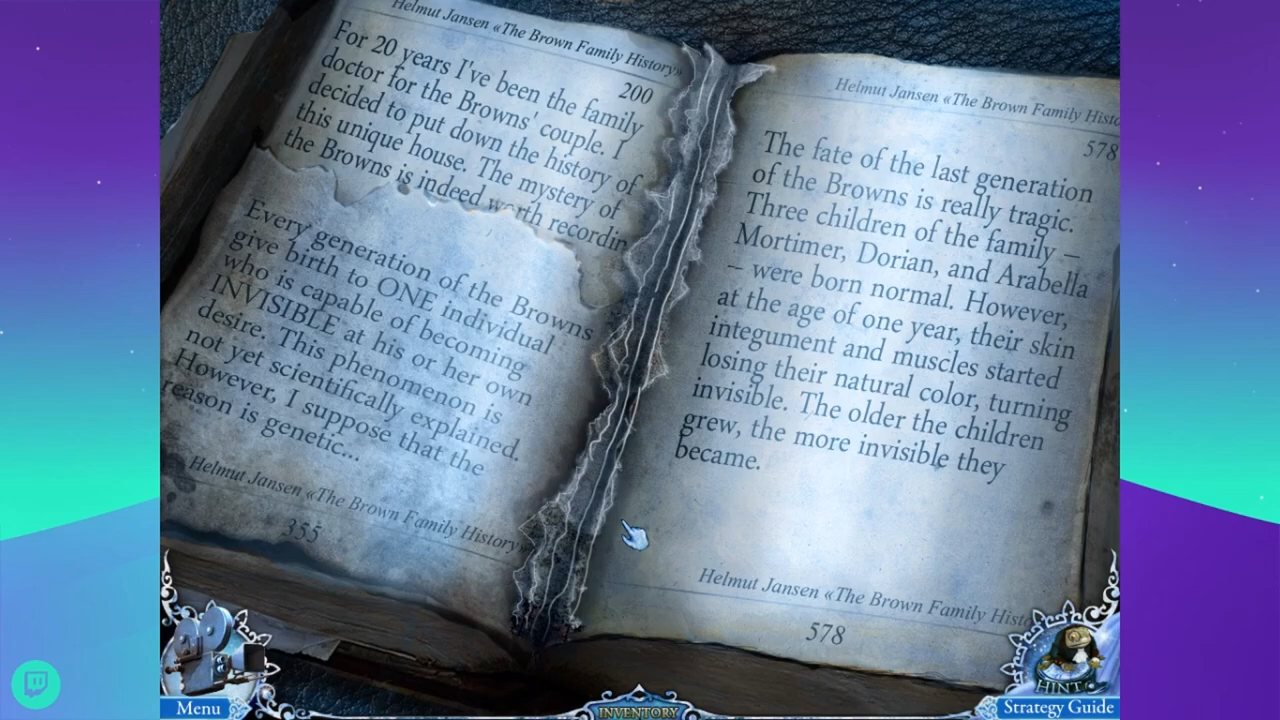 Helmut Jansen «The Brown Family History»
200
For 20 years I've been the family
doctor for the Browns' couple. I
decided to put down the history of
this unique house. The mystery of
the Browns is indeed worth recordin
Every generation of the Browns
give birth to ONE individual
who is capable of becoming
INVISIBLE at his or her own
desire. This phenomenon is
not yet scientifically explained.
However, I suppose that the
reason is genetic...
Helmut Jansen «The Brown Family History»
355
Helmut Jansen «The Brown Family Histo
578
The fate of the last generation
of the Browns is really tragic.
Three children of the family –
Mortimer, Dorian, and Arabella
– were born normal. However,
at the age of one year, their skin
integument and muscles started
losing their natural color, turning
invisible. The older the children
grew, the more invisible they
became.
Helmut Jansen «The Brown Family Histo
578
Menu
INVENTORY
HINT
Strategy Guide